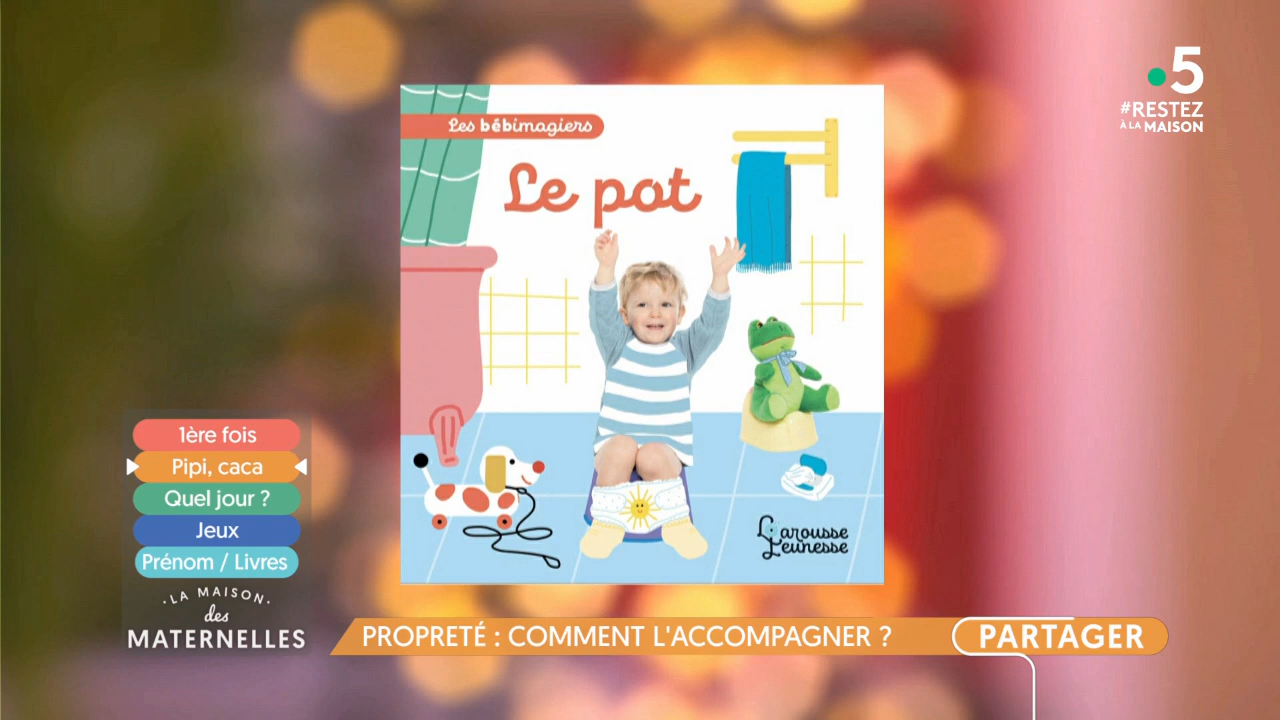 5
#RESTEZ
À LA MAISON
Les bébimagiers
Le pot
Larousse
Jeunesse
1ère fois
Pipi, caca
Quel jour ?
Jeux
Prénom / Livres
LA MAISON
des
MATERNELLES
PROPRETÉ : COMMENT L'ACCOMPAGNER ?
PARTAGER